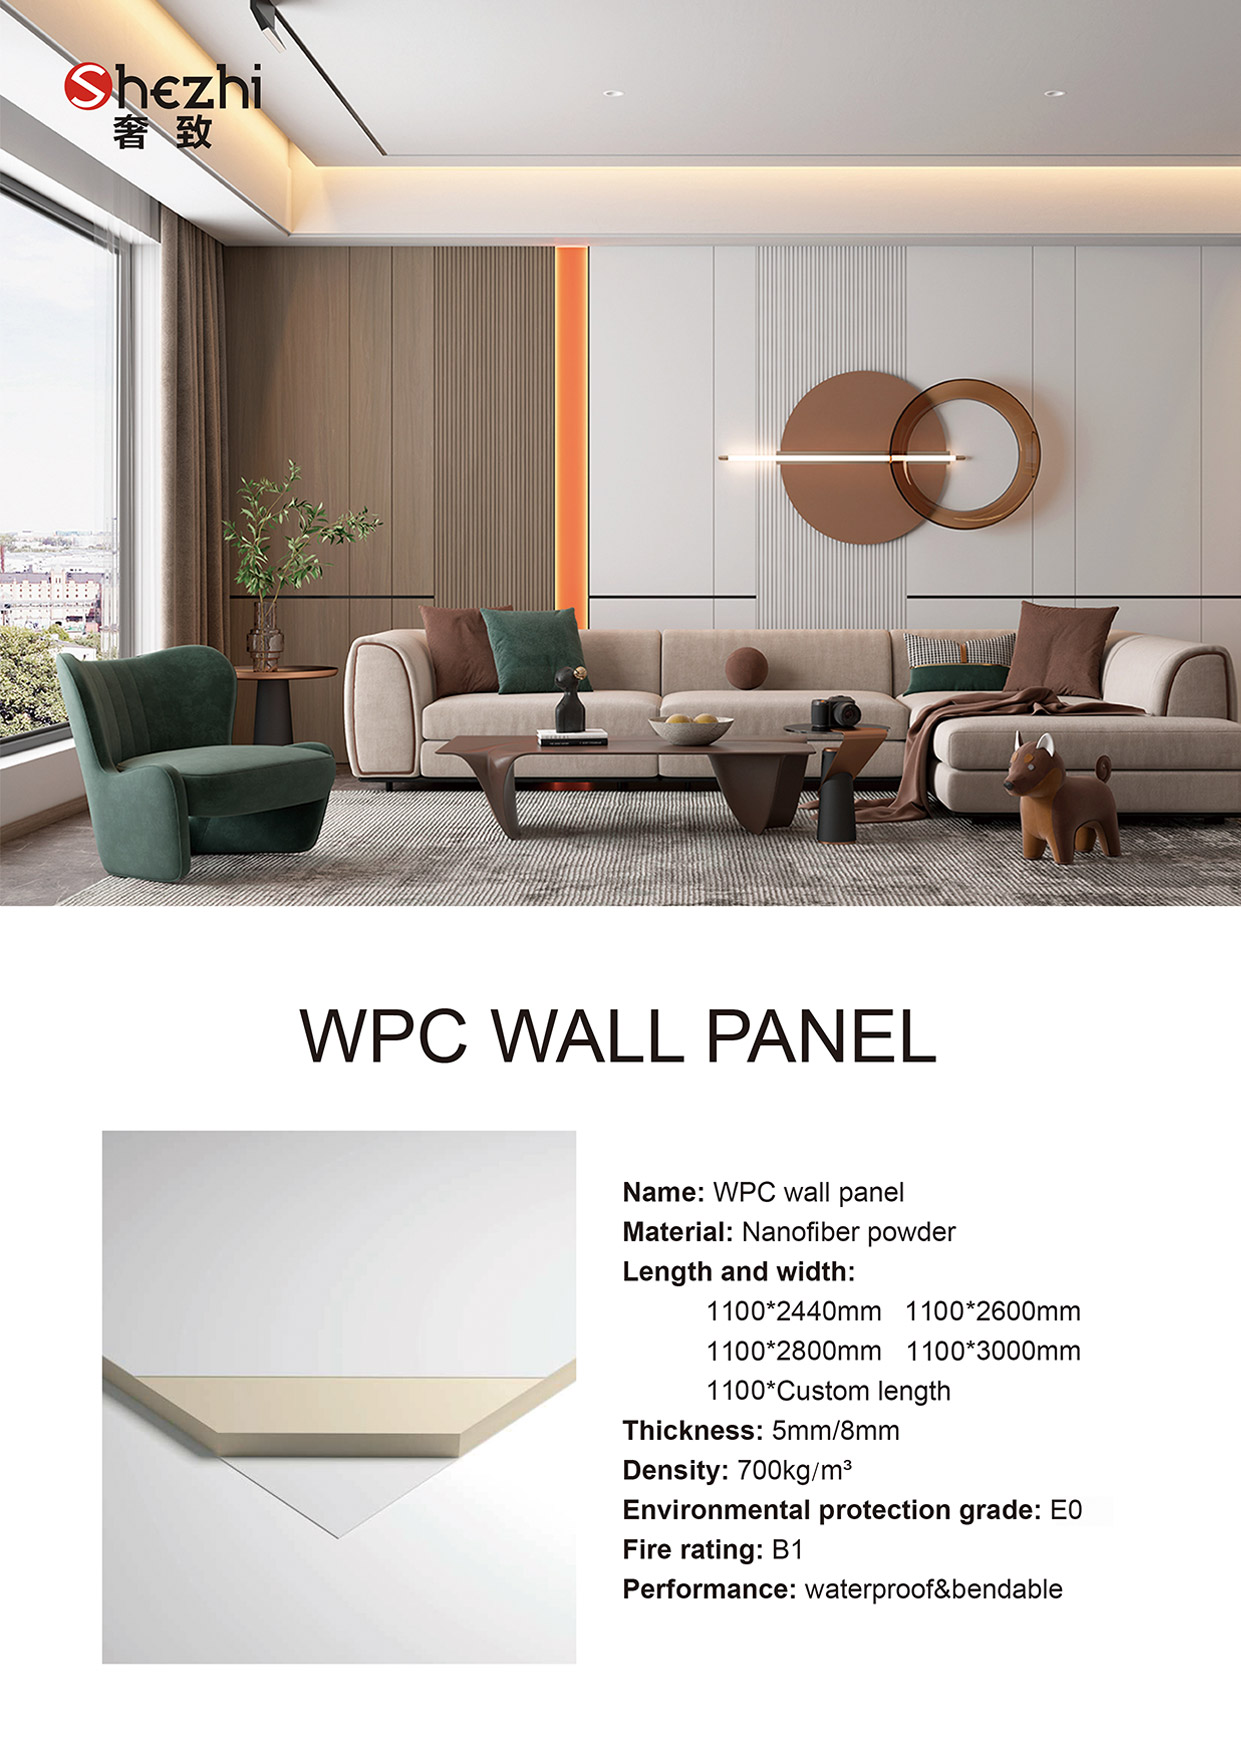 Shezhi
奢致
WPC WALL PANEL
Name: WPC wall panel
Material: Nanofiber powder
Length and width:
1100*2440mm 1100*2600mm
1100*2800mm 1100*3000mm
1100*Custom length
Thickness: 5mm/8mm
Density: 700kg/m³
Environmental protection grade: E0
Fire rating: B1
Performance: waterproof&bendable